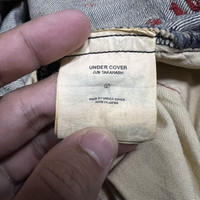 UNDER COVER
JUN TAKAHASHI
MADE BY UNDER COVER
MADE IN JAPAN